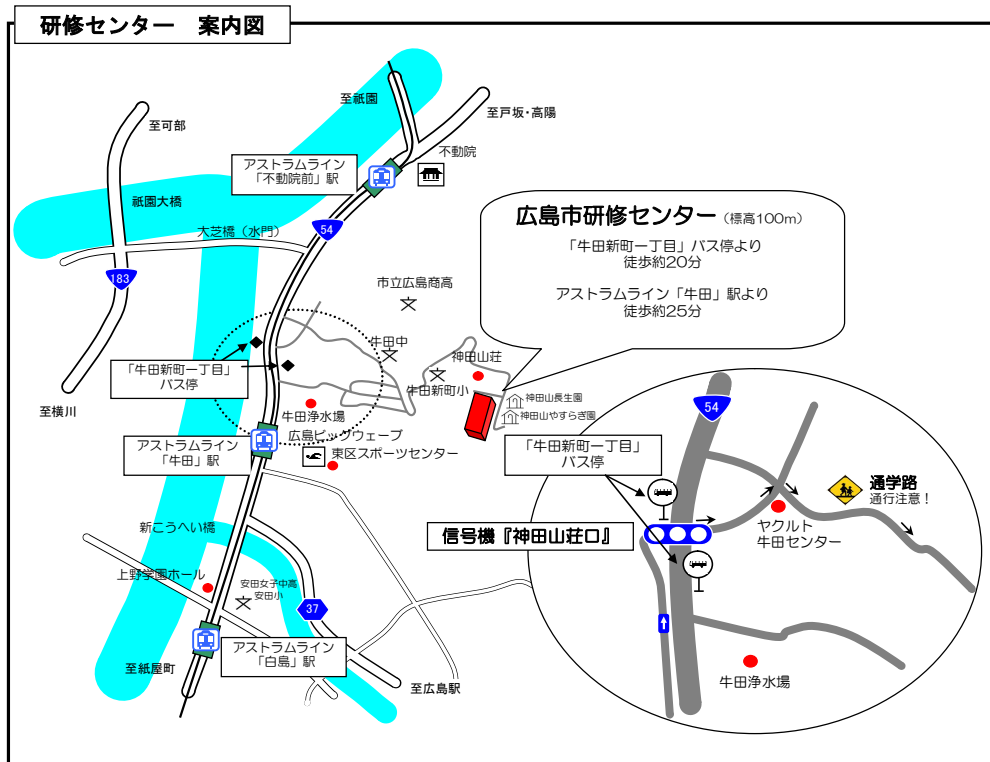 研修センター　案内図
至祇園
至戸坂・高陽
至可部
不動院
アストラムライン
「不動院前」駅
祇園大橋
54
大芝橋（水門）
183
広島市研修センター（標高100m）
「牛田新町一丁目」バス停より
徒歩約20分
アストラムライン「牛田」駅より
徒歩約25分
市立広島商高
牛田中
神田山荘
「牛田新町一丁目」
バス停
牛田新町小
神田山長生園
神田山やすらぎ園
至横川
牛田浄水場
広島ビッグウェーブ
東区スポーツセンター
アストラムライン
「牛田」駅
54
「牛田新町一丁目」
バス停
通学路
通行注意！
ヤクルト
牛田センター
信号機『神田山荘口』
新こうへい橋
上野学園ホール
安田女子中高
安田小
37
アストラムライン
「白島」駅
至紙屋町
至広島駅
牛田浄水場